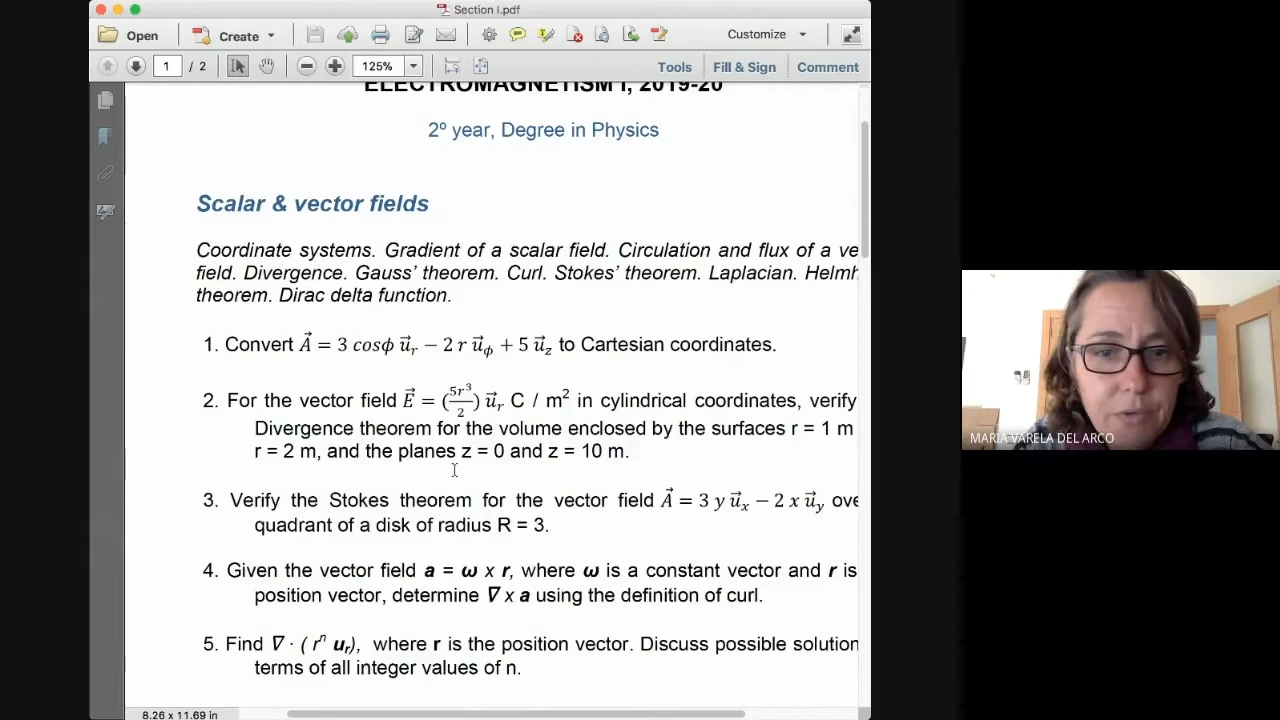 Section I.pdf
Open Create Customize
1 / 2 125% Tools Fill & Sign Comment
ELECTROMAGNETISM I, 2019-20
2º year, Degree in Physics
Scalar & vector fields
Coordinate systems. Gradient of a scalar field. Circulation and flux of a ve
field. Divergence. Gauss' theorem. Curl. Stokes' theorem. Laplacian. Helmh
theorem. Dirac delta function.
1. Convert A⃗ = 3 cosϕ u⃗ᵣ − 2 r u⃗ᵩ + 5 u⃗_z to Cartesian coordinates.
2. For the vector field E⃗ = (5r³/2) u⃗ᵣ C / m² in cylindrical coordinates, verify
Divergence theorem for the volume enclosed by the surfaces r = 1 m
r = 2 m, and the planes z = 0 and z = 10 m.
3. Verify the Stokes theorem for the vector field A⃗ = 3 y u⃗ₓ − 2 x u⃗_y ove
quadrant of a disk of radius R = 3.
4. Given the vector field a = ω x r, where ω is a constant vector and r is
position vector, determine ∇ x a using the definition of curl.
5. Find ∇ · ( rⁿ uᵣ), where r is the position vector. Discuss possible solution
terms of all integer values of n.
8.26 x 11.69 in
MARIA VARELA DEL ARCO